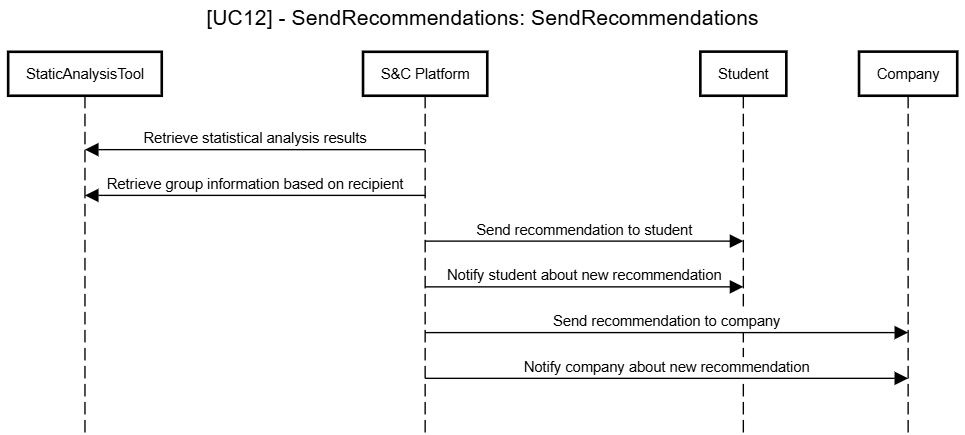 [UC12] - SendRecommendations: SendRecommendations
StaticAnalysisTool
S&C Platform
Student
Company
Retrieve statistical analysis results
Retrieve group information based on recipient
Send recommendation to student
Notify student about new recommendation
Send recommendation to company
Notify company about new recommendation